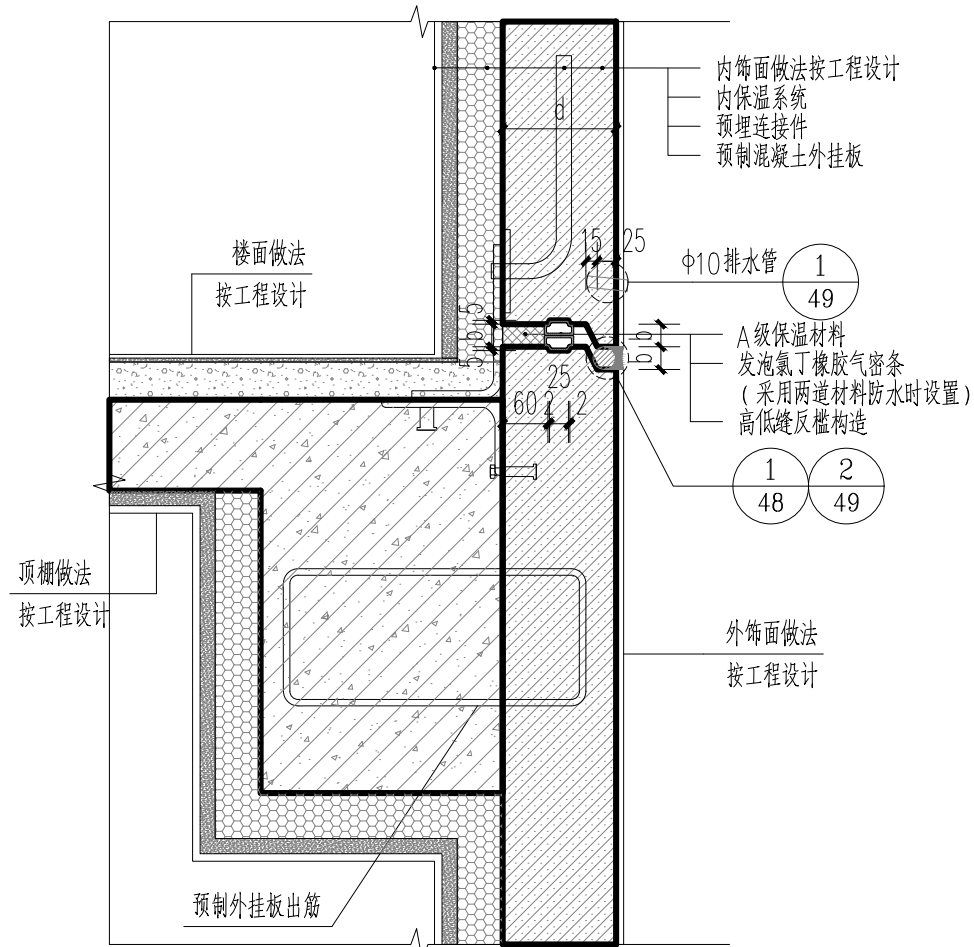 内饰面做法按工程设计
内保温系统
预埋连接件
预制混凝土外挂板
d
15
25
φ10排水管
1
49
楼面做法
按工程设计
5
b
5
b
b
A级保温材料
发泡氯丁橡胶气密条
（采用两道材料防水时设置）
高低缝反槛构造
25
60
2
2
1
48
2
49
顶棚做法
按工程设计
外饰面做法
按工程设计
预制外挂板出筋